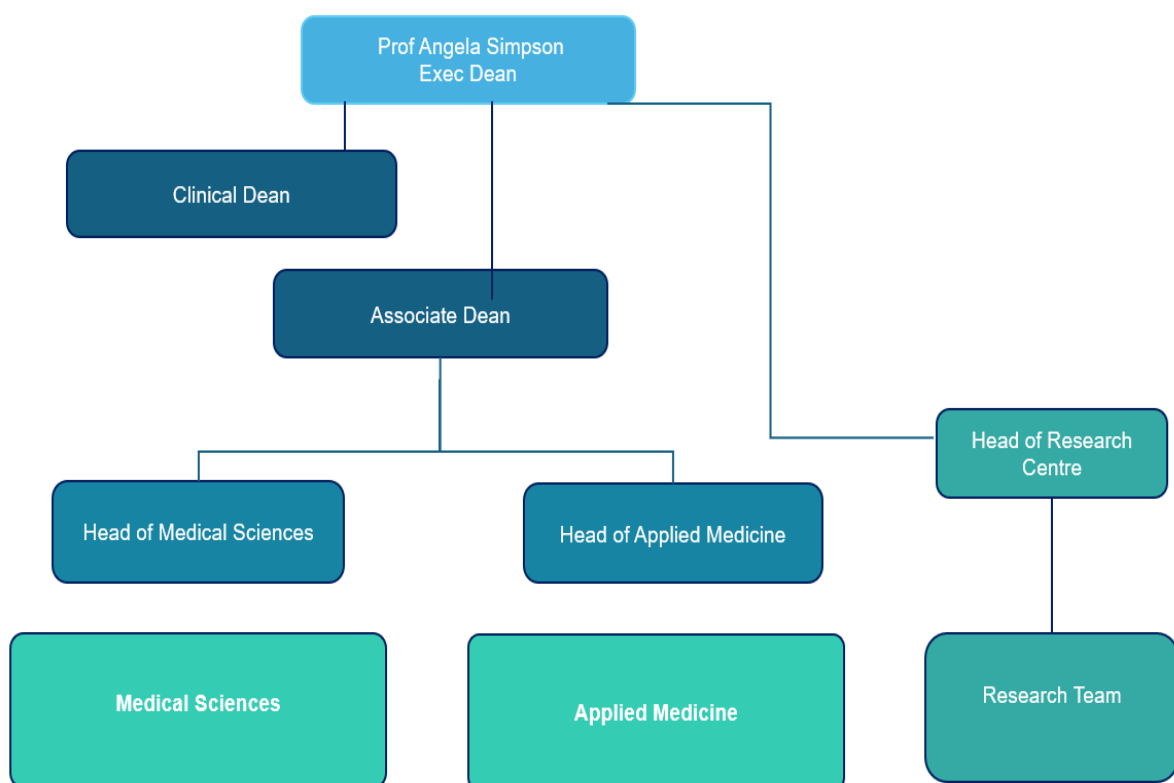 Prof Angela Simpson
Exec Dean
Clinical Dean
Associate Dean
Head of Research
Centre
Head of Medical Sciences
Head of Applied Medicine
Medical Sciences
Applied Medicine
Research Team